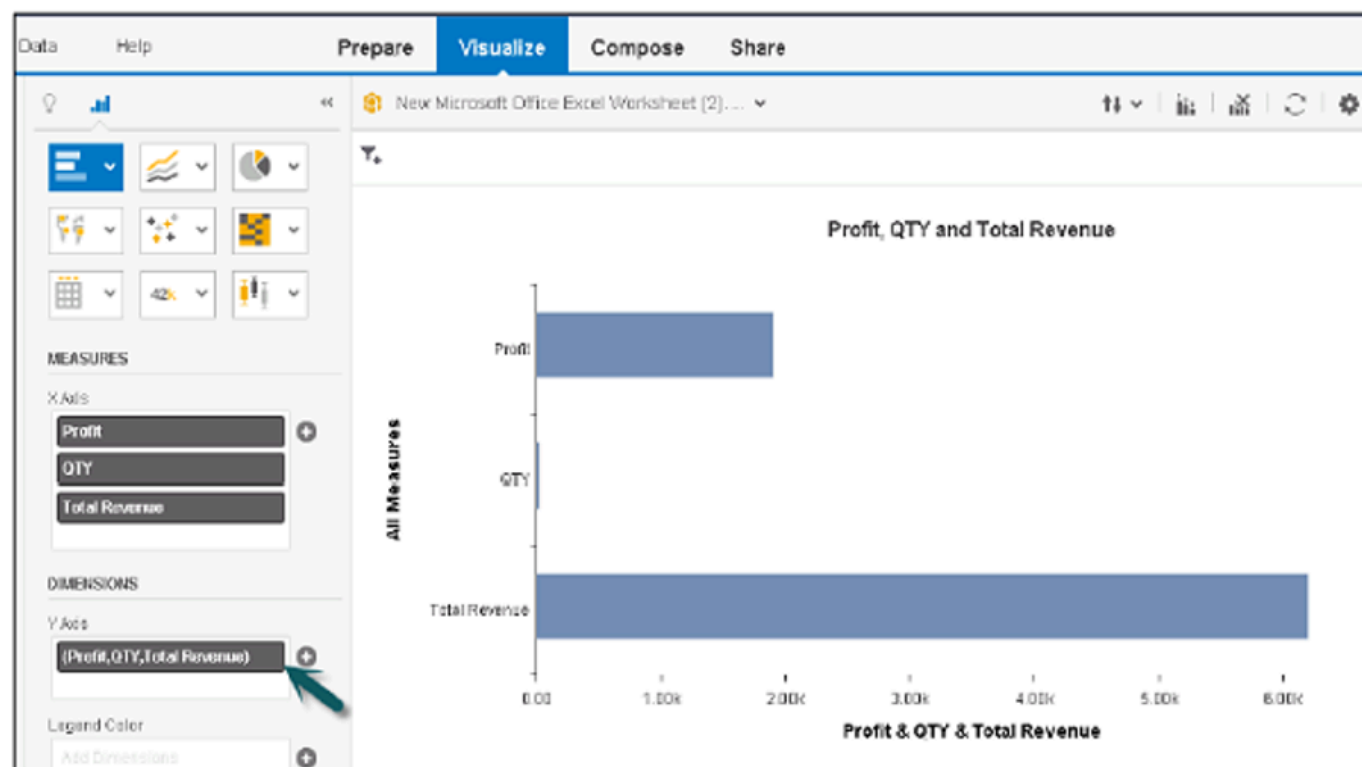 Data Help Prepare Visualize Compose Share
New Microsoft Office Excel Worksheet (2)....
42k
MEASURES
X Axis
Profit
QTY
Total Revenue
DIMENSIONS
Y Axis
(Profit,QTY,Total Revenue)
Legend Color
Add Dimensions
Profit, QTY and Total Revenue
All Measures
Profit
QTY
Total Revenue
0.00 1.00k 2.00k 3.00k 4.00k 5.00k 6.00k
Profit & QTY & Total Revenue